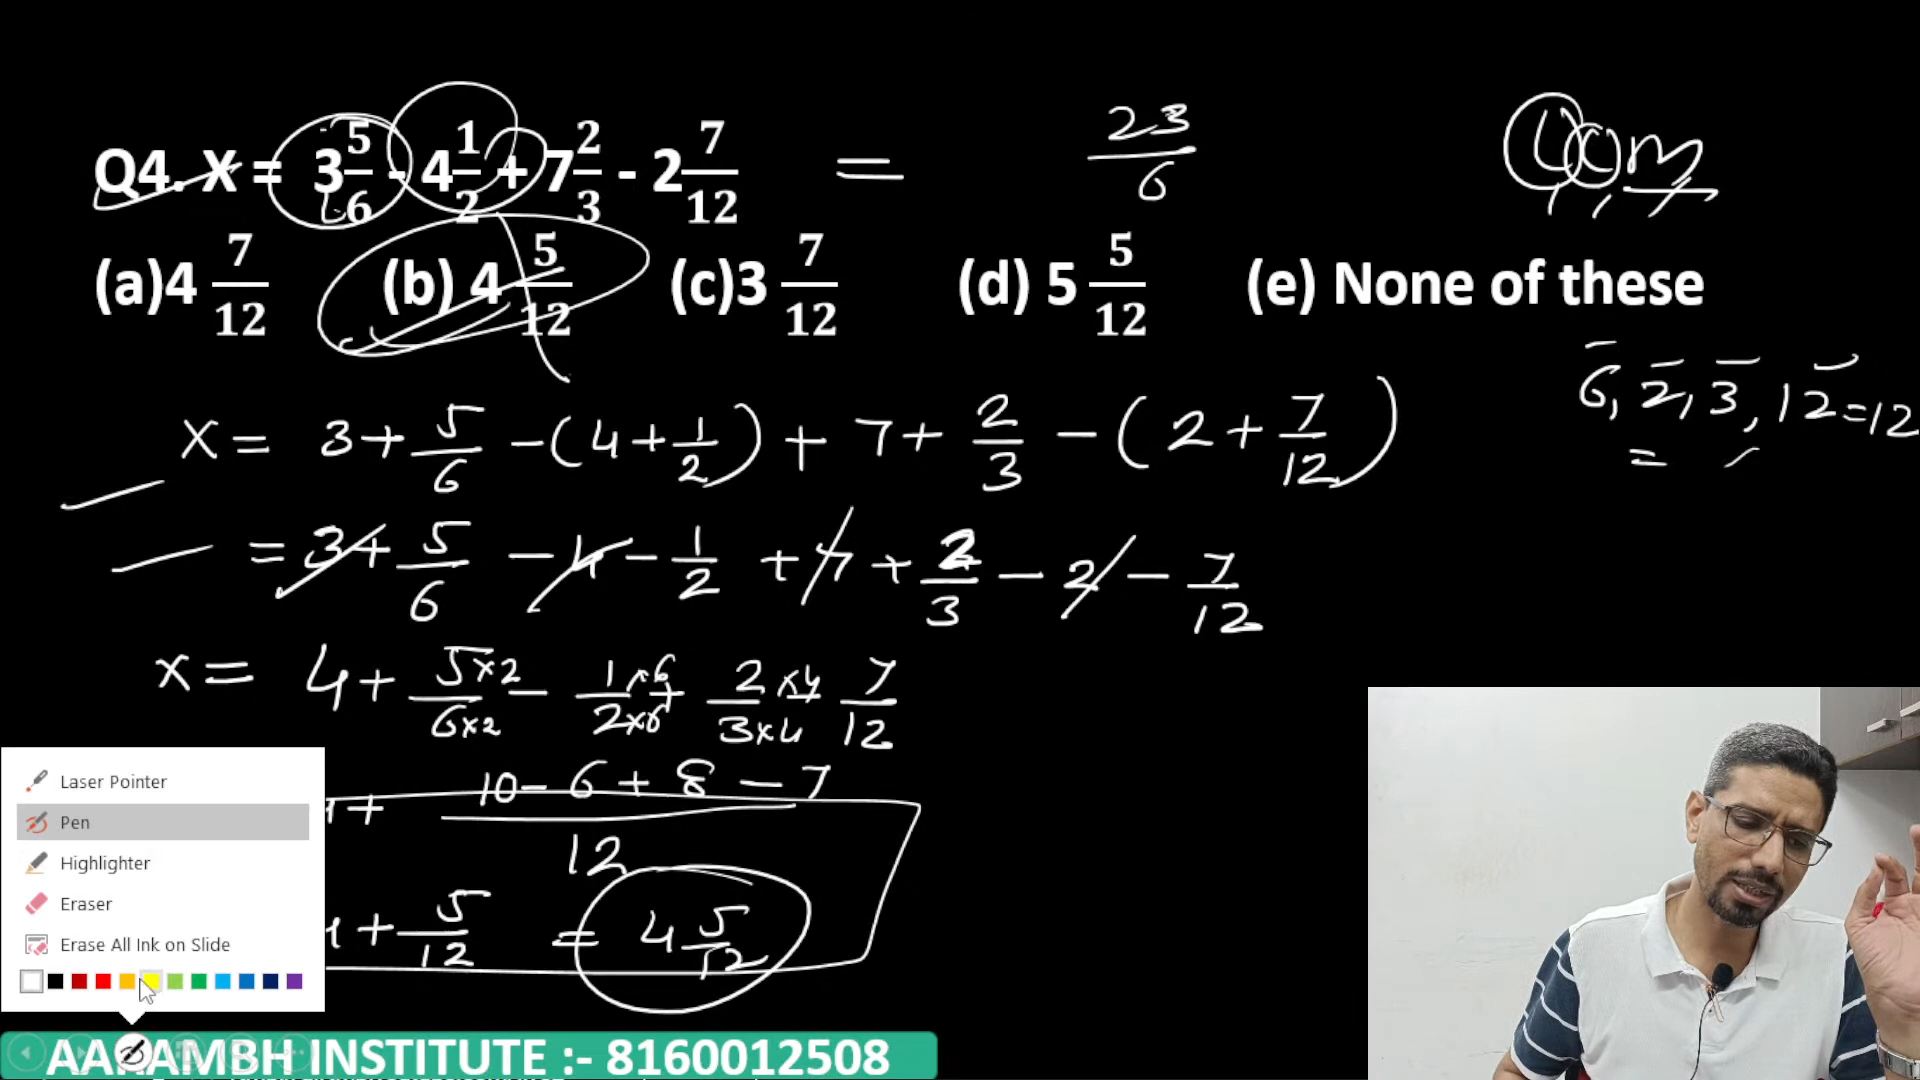 Q4. X = 3 5/6 - 4 1/2 + 7 2/3 - 2 7/12 = 23/6
LCM
(a)4 7/12 (b) 4 5/12 (c)3 7/12 (d) 5 5/12 (e) None of these
6, 2, 3, 12 = 12
X = 3 + 5/6 - (4 + 1/2) + 7 + 2/3 - (2 + 7/12)
= 3 + 5/6 - 4 - 1/2 + 7 + 2/3 - 2 - 7/12
X = 4 + 5×2/6×2 - 1×6/2×6 + 2×4/3×4 - 7/12
4 + 10 - 6 + 8 - 7/12
4 + 5/12 = 4 5/12
Laser Pointer
Pen
Highlighter
Eraser
Erase All Ink on Slide
INSTITUTE :- 8160012508